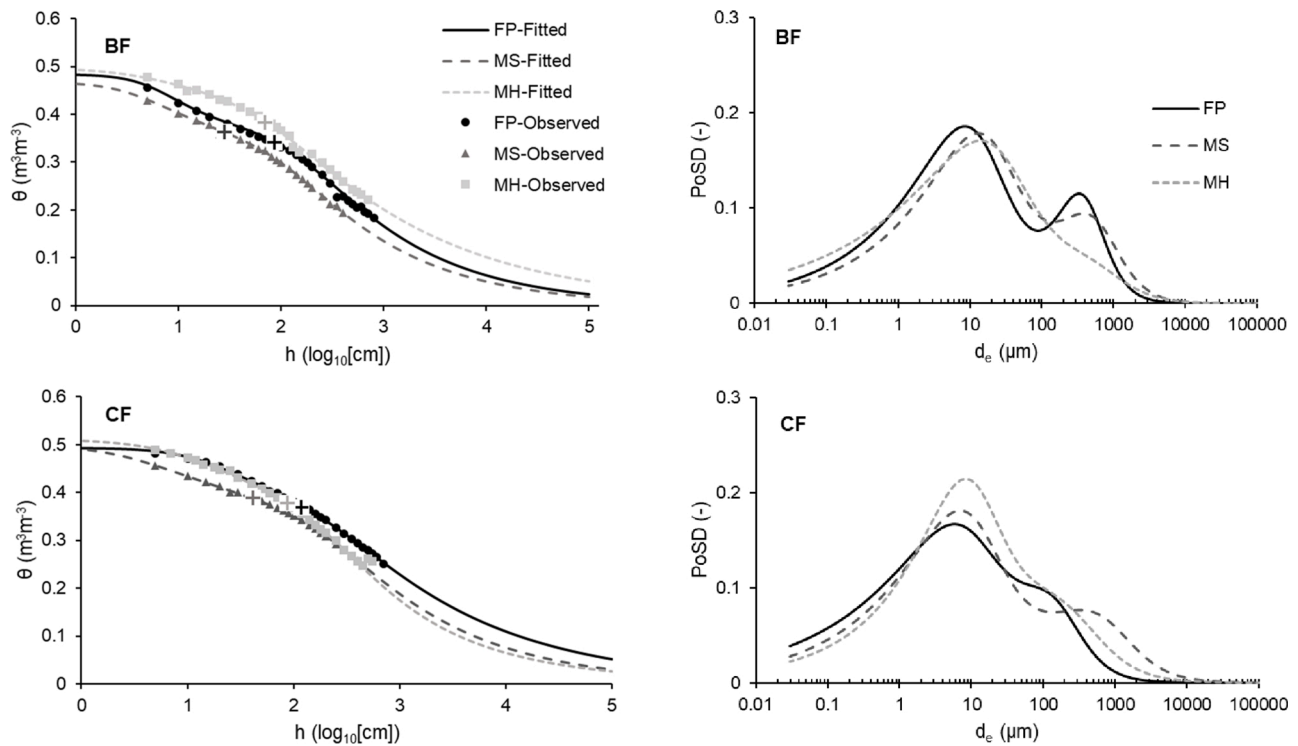 BF
θ (m³m⁻³)
0.6
0.5
0.4
0.3
0.2
0.1
0
0 1 2 3 4 5
h (log₁₀[cm])
FP-Fitted
MS-Fitted
MH-Fitted
FP-Observed
MS-Observed
MH-Observed
BF
PoSD (-)
0.3
0.2
0.1
0
0.01 0.1 1 10 100 1000 10000 100000
dₑ (µm)
FP
MS
MH
CF
θ (m³m⁻³)
0.6
0.5
0.4
0.3
0.2
0.1
0
0 1 2 3 4 5
h (log₁₀[cm])
CF
PoSD (-)
0.3
0.2
0.1
0
0.01 0.1 1 10 100 1000 10000 100000
dₑ (µm)